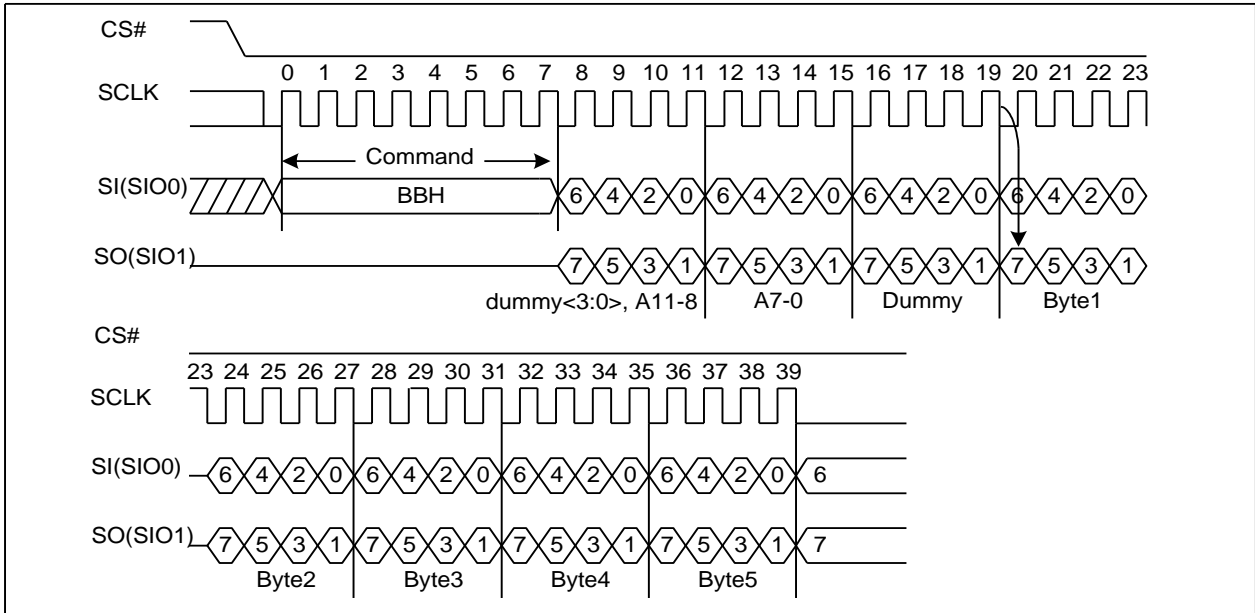 CS#
0 1 2 3 4 5 6 7 8 9 10 11 12 13 14 15 16 17 18 19 20 21 22 23
SCLK
Command
SI(SIO0) BBH 6 4 2 0 6 4 2 0 6 4 2 0 6 4 2 0
SO(SIO1) 7 5 3 1 7 5 3 1 7 5 3 1 7 5 3 1
dummy<3:0>, A11-8 A7-0 Dummy Byte1
CS#
23 24 25 26 27 28 29 30 31 32 33 34 35 36 37 38 39
SCLK
SI(SIO0) 6 4 2 0 6 4 2 0 6 4 2 0 6 4 2 0 6
SO(SIO1) 7 5 3 1 7 5 3 1 7 5 3 1 7 5 3 1 7
Byte2 Byte3 Byte4 Byte5